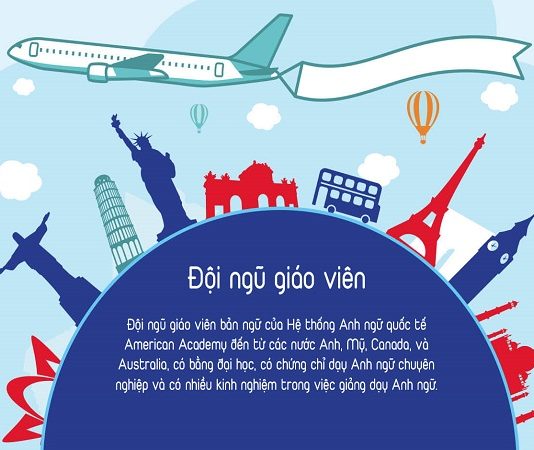 Đội ngũ giáo viên
Đội ngũ giáo viên bản ngữ của Hệ thống Anh ngữ quốc tế
American Academy đến từ các nước Anh, Mỹ, Canada, và
Australia, có bằng đại học, có chứng chỉ dạy Anh ngữ chuyên
nghiệp và có nhiều kinh nghiệm trong việc giảng dạy Anh ngữ.